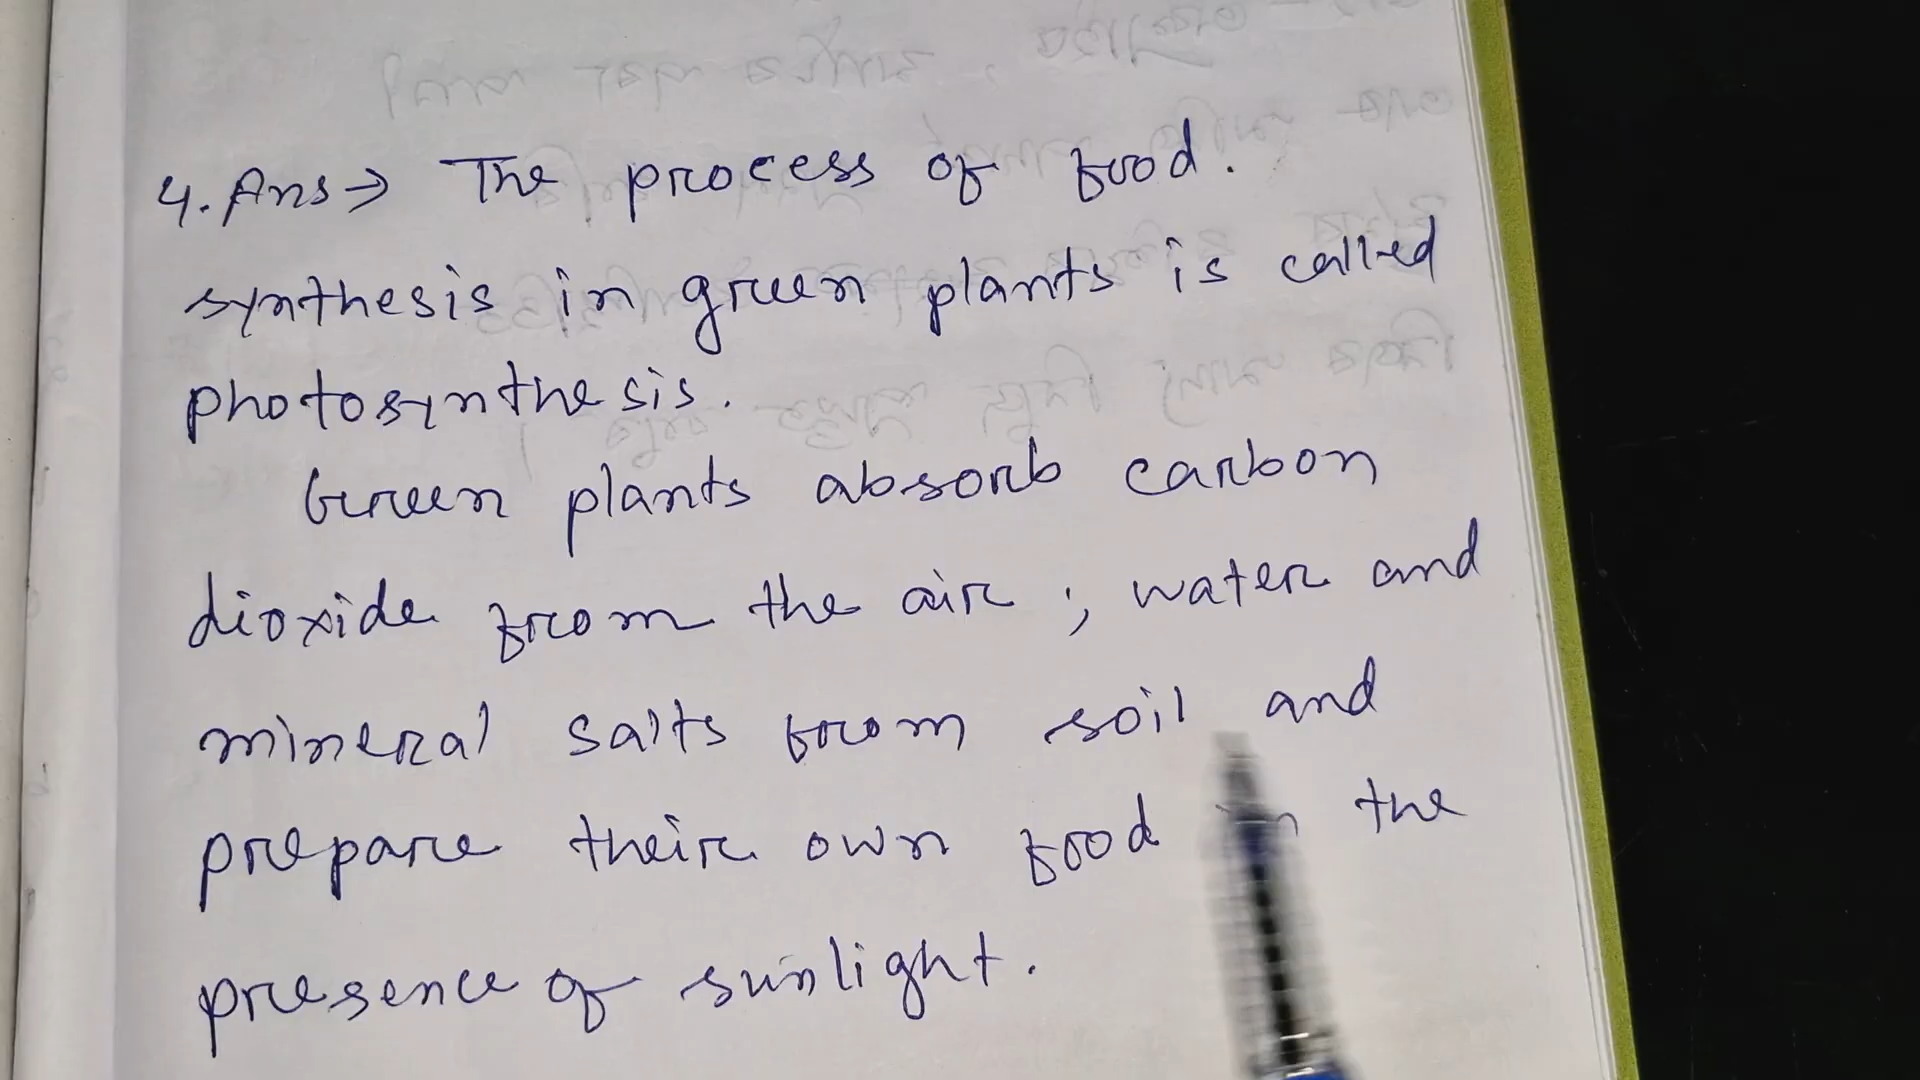 4. Ans → The process of food.
synthesis in green plants is called
photosynthesis.
Green plants absorb carbon
dioxide from the air ; water and
mineral salts from soil and
prepare their own food in the
presence of sunlight.